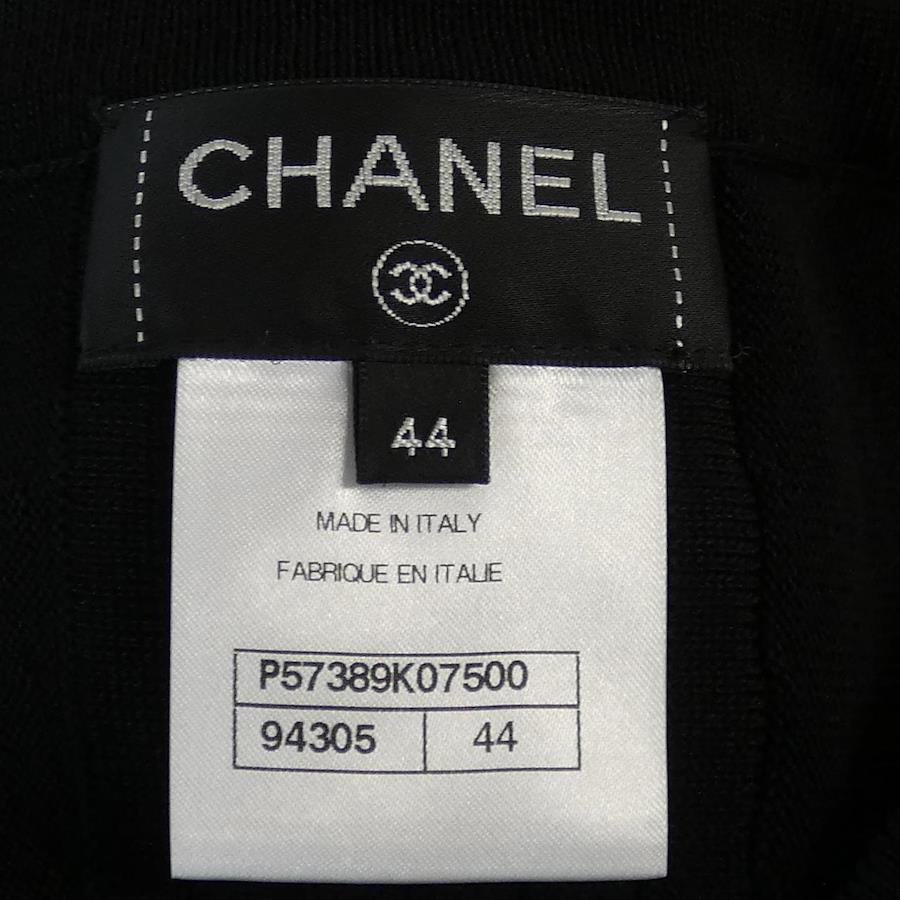 CHANEL
44
MADE IN ITALY
FABRIQUE EN ITALIE
P57389K07500
94305 44